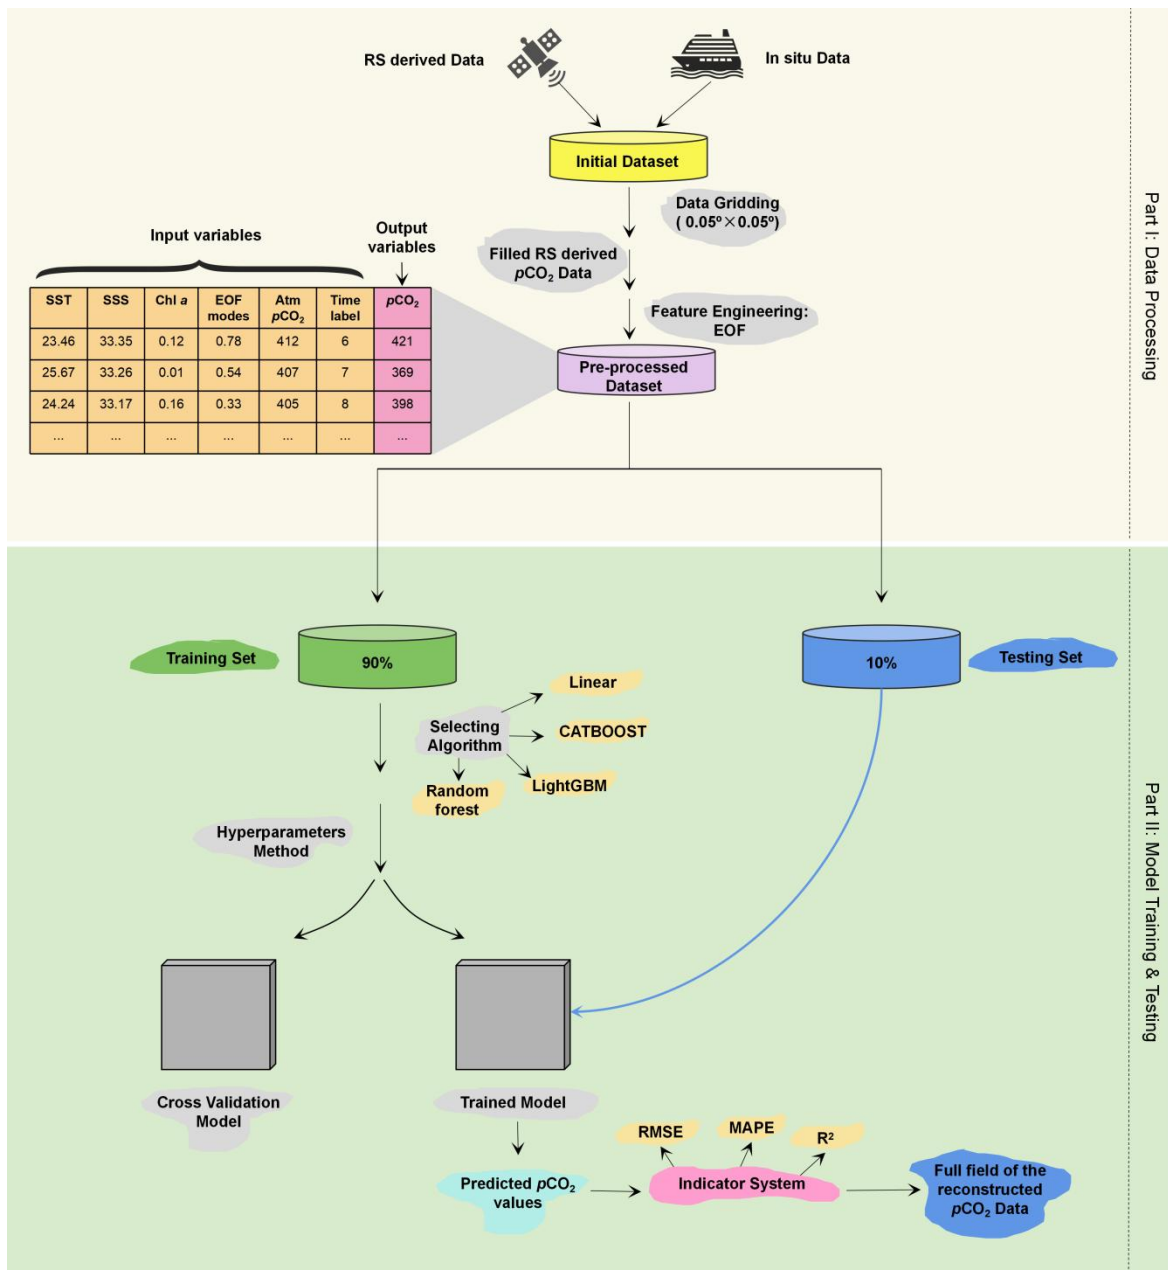 RS derived Data
In situ Data
Initial Dataset
Data Gridding
( 0.05º×0.05º)
Filled RS derived
pCO₂ Data
Feature Engineering:
EOF
Pre-processed
Dataset
Input variables
Output
variables
SST SSS Chl a EOF modes Atm pCO₂ Time label pCO₂
23.46 33.35 0.12 0.78 412 6 421
25.67 33.26 0.01 0.54 407 7 369
24.24 33.17 0.16 0.33 405 8 398
... ... ... ... ... ... ...
Part I: Data Processing
Training Set
90%
10%
Testing Set
Selecting
Algorithm
Linear
CATBOOST
LightGBM
Random
forest
Hyperparameters
Method
Cross Validation
Model
Trained Model
Predicted pCO₂
values
RMSE
MAPE
R²
Indicator System
Full field of the
reconstructed
pCO₂ Data
Part II: Model Training & Testing